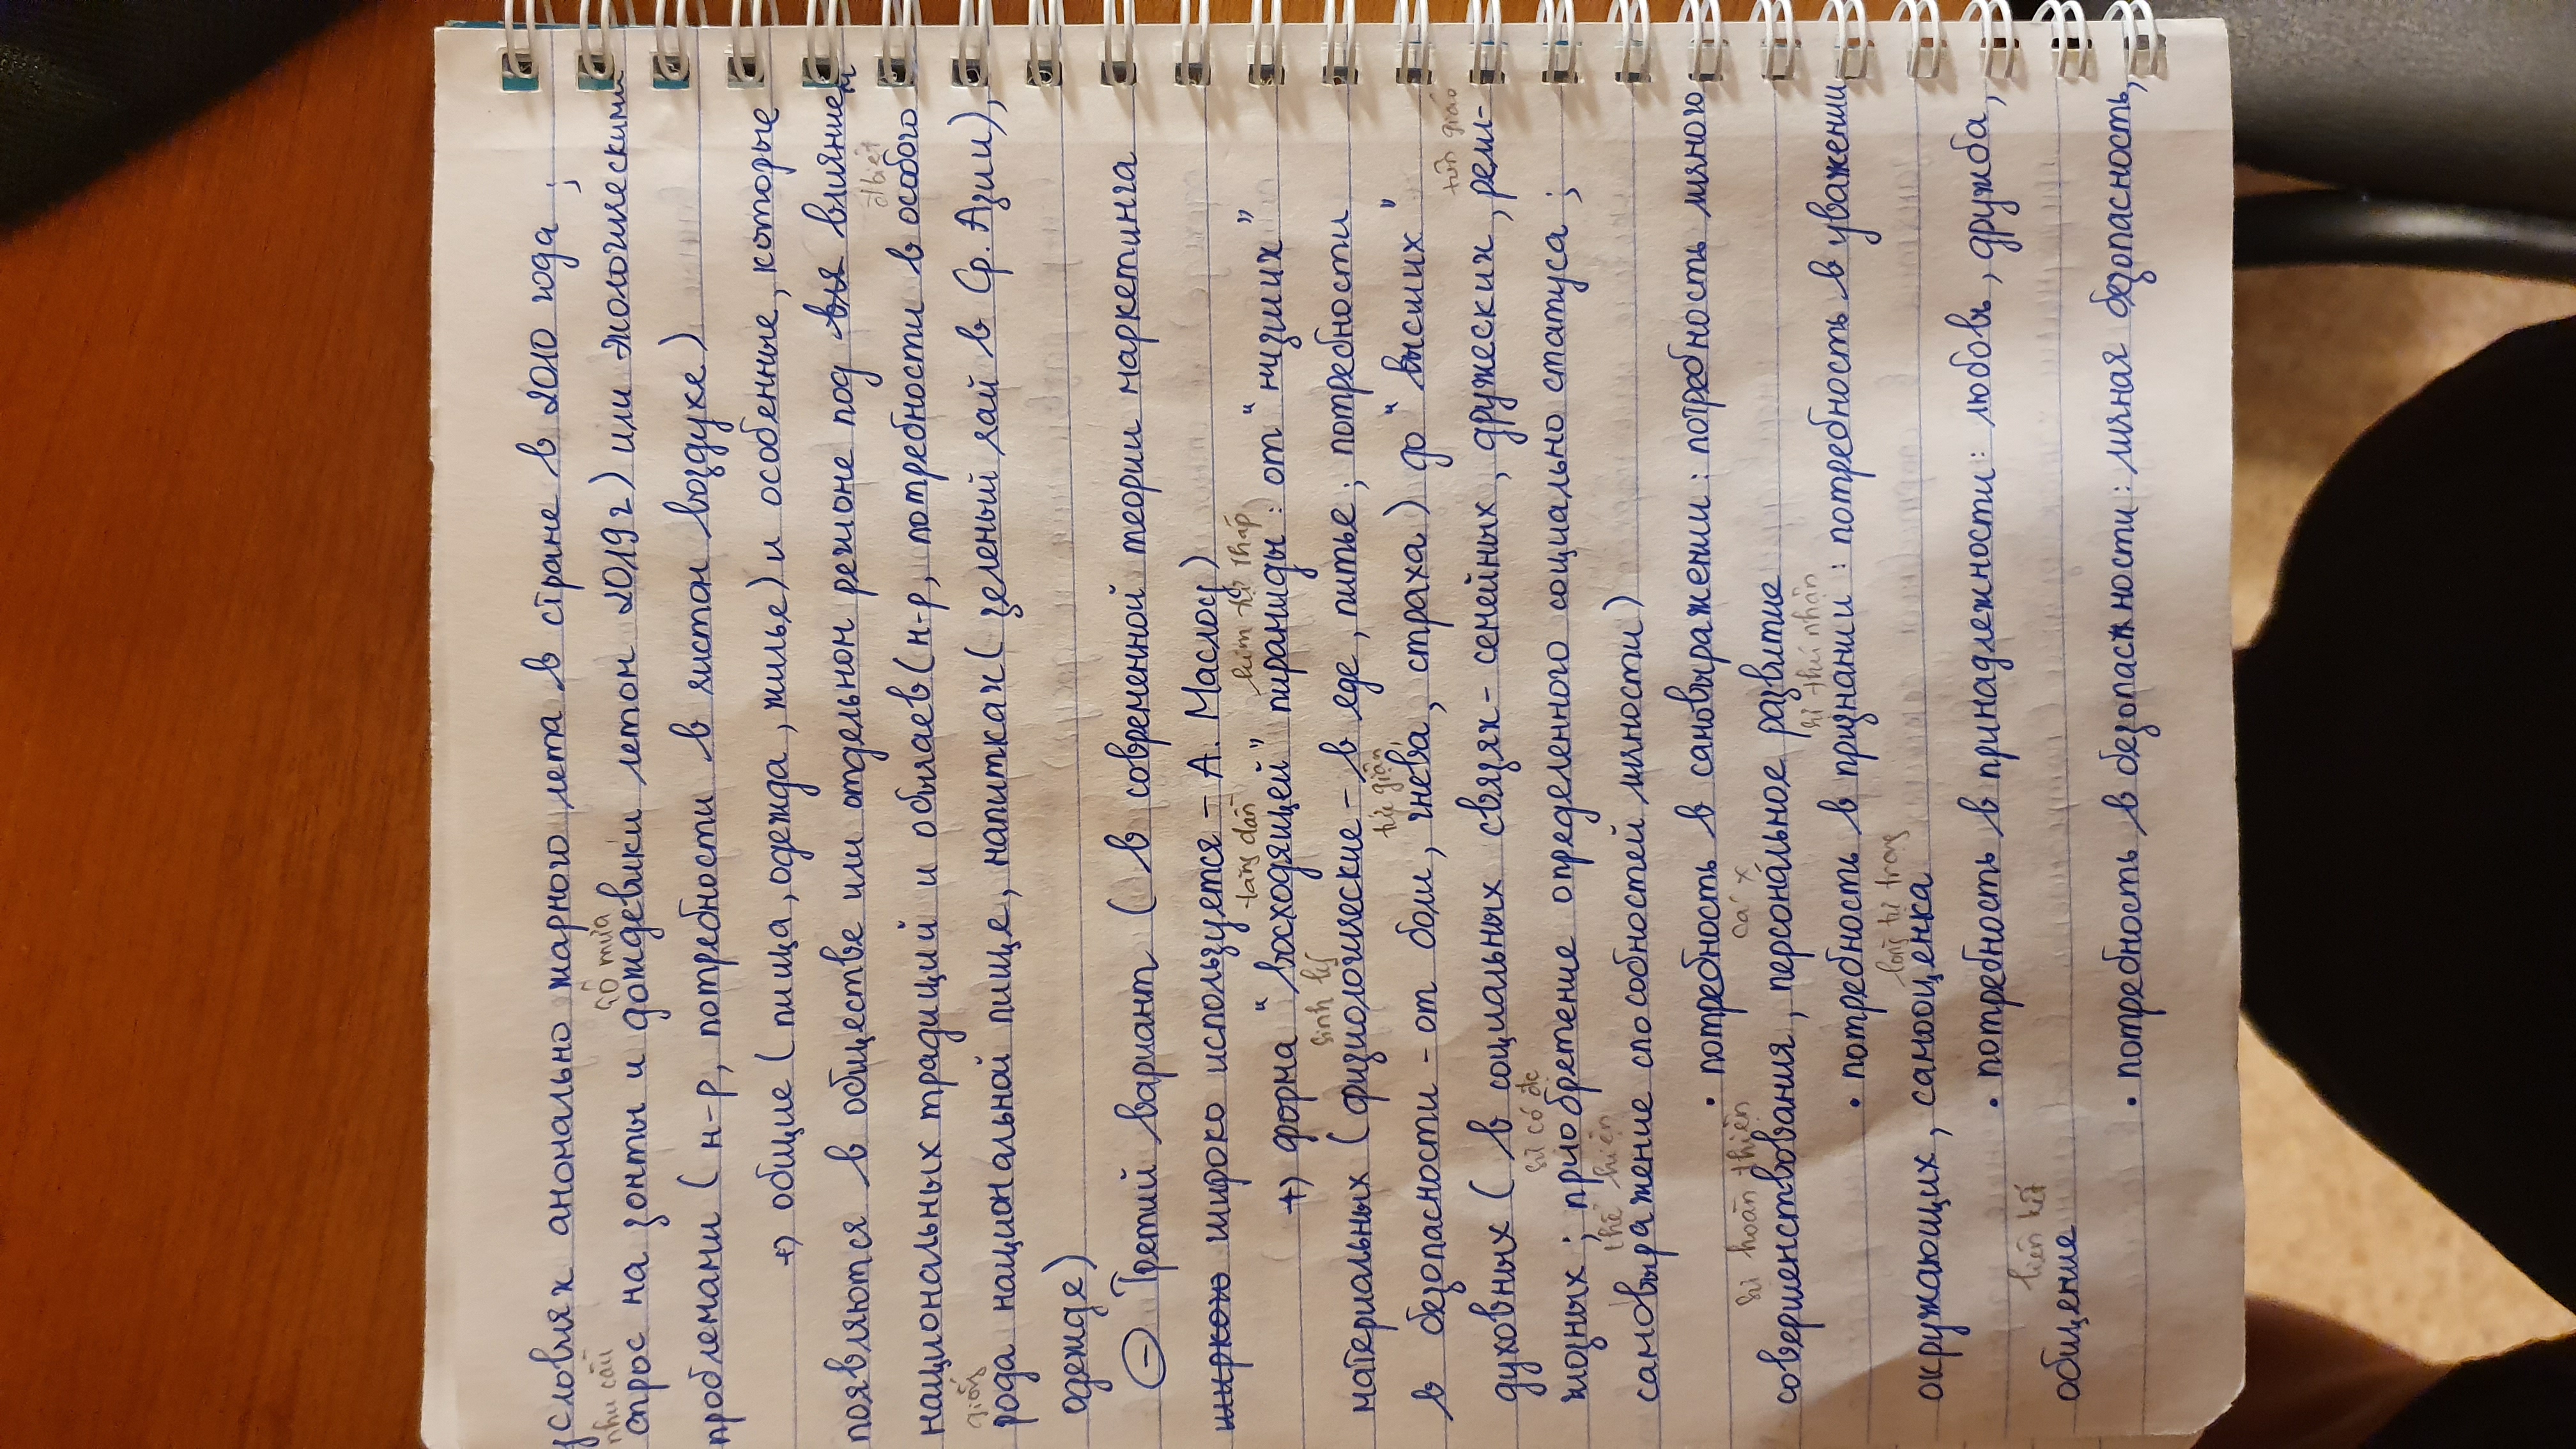 условиях анонально жарного лета в стране в 2010 года ;
nhu cầu ô mưa
спрос на зонты и дождевики летом 2019г) или экологическими
проблемами ( н-р, потребности в чистом воздухе)
+) общие ( пища, одежда, жилье) и особенные, которые
появляются в обществе или отдельном регионе под вля влиянием
đ biệt
национальных традиций и обычаев (н-р, потребности в особого
giống
рода национальной пище, напитках ( зеленый чай в Ср. Азии),
одежде)
- Третий вариант ( в современной теории маркетинга
ширкого широко используется - А. Маслоу)
tăng dần kim tự tháp
+) форма "восходящей" пирамиды : от "низших"
sinh lý
материальных ( физиологические - в еде, питье; потребности
tức giận
в безопасности - от боли, гнева, страха) до "высших"
tôn giáo
духовных ( в социальных связях - семейных, дружеских, рели-
sự có đc
гиозных ; приобретение определенного социально статуса ;
thể hiện
самовыражение способностей личности)
• потребность в самовыражении : потребность личного
sự hoàn thiện
совершенствования, персональное развитие
sự thú nhận
• потребность в признании : потребность в уважении
lòng tự trọng
окружающих, самооценка
• потребность в принадлежности : любовь, дружба,
liên kết
общение
• потребность в безопасности : личная безопасность,